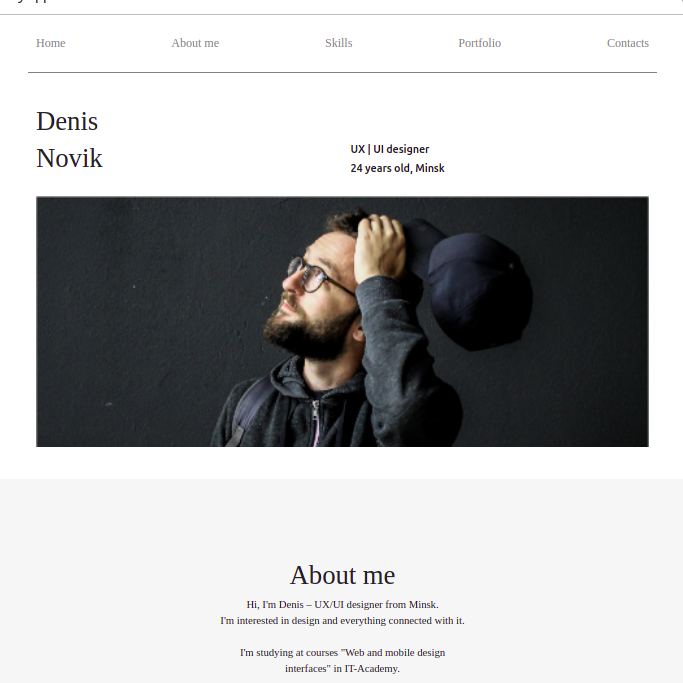 Home About me Skills Portfolio Contacts
Denis
Novik
UX | UI designer
24 years old, Minsk
About me
Hi, I'm Denis – UX/UI designer from Minsk.
I'm interested in design and everything connected with it.
I'm studying at courses "Web and mobile design
interfaces" in IT-Academy.